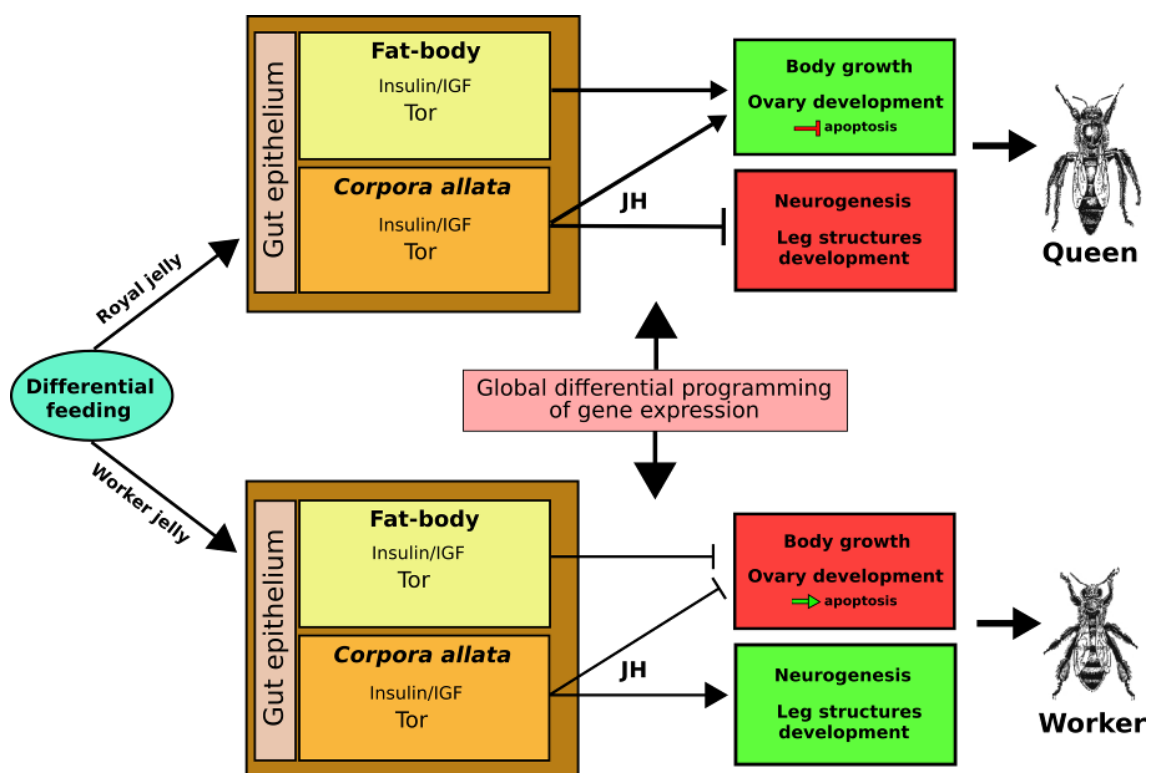 Fat-body
Insulin/IGF
Tor
Gut epithelium
Corpora allata
Insulin/IGF
Tor
JH
Body growth
Ovary development
apoptosis
Neurogenesis
Leg structures
development
Queen
Royal jelly
Differential
feeding
Worker jelly
Global differential programming
of gene expression
Fat-body
Insulin/IGF
Tor
Gut epithelium
Corpora allata
Insulin/IGF
Tor
JH
Body growth
Ovary development
apoptosis
Neurogenesis
Leg structures
development
Worker